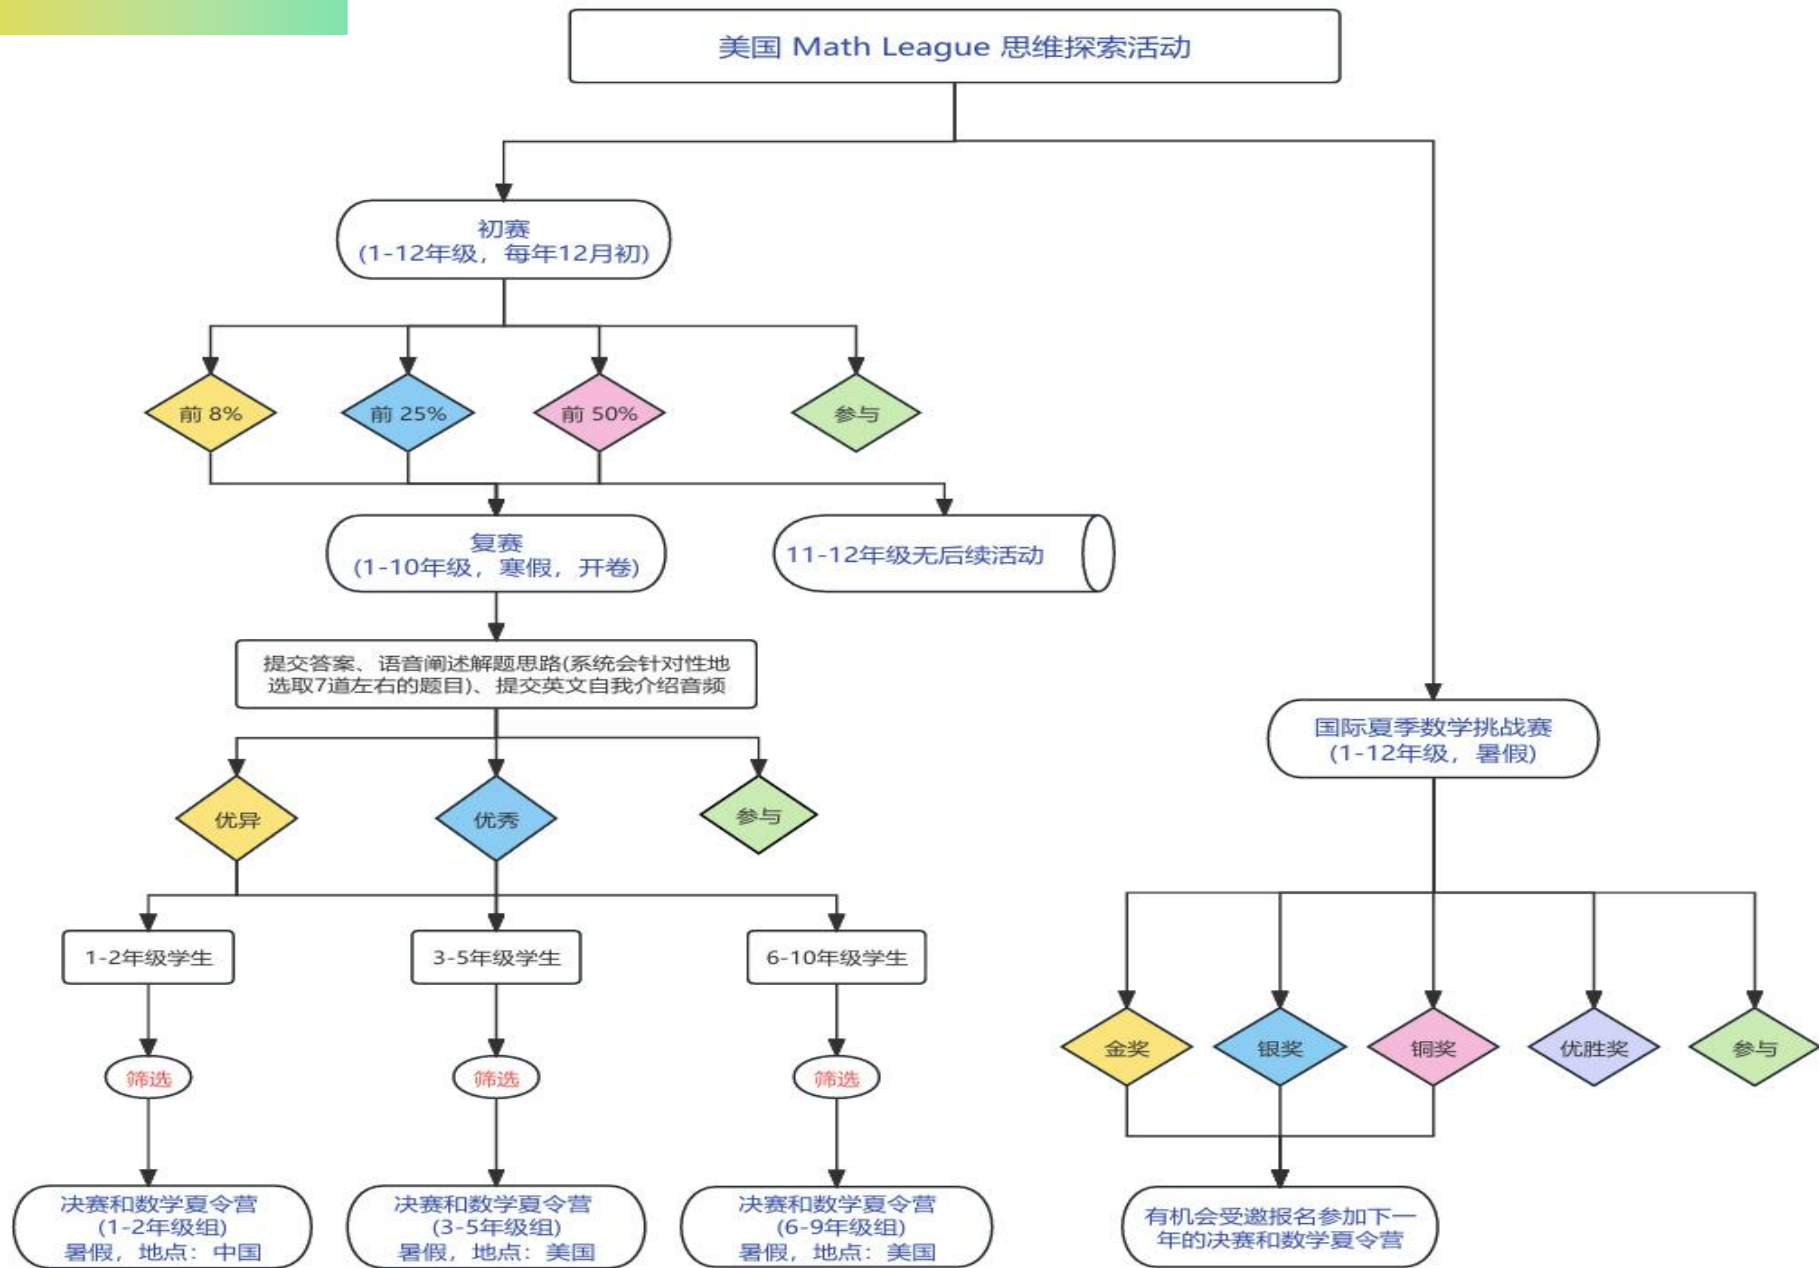 美国 Math League 思维探索活动
初赛
(1-12年级，每年12月初)
前 8%
前 25%
前 50%
参与
复赛
(1-10年级，寒假，开卷)
11-12年级无后续活动
提交答案、语音阐述解题思路(系统会针对性地
选取7道左右的题目)、提交英文自我介绍音频
优异
优秀
参与
1-2年级学生
3-5年级学生
6-10年级学生
筛选
筛选
筛选
决赛和数学夏令营
(1-2年级组)
暑假，地点：中国
决赛和数学夏令营
(3-5年级组)
暑假，地点：美国
决赛和数学夏令营
(6-9年级组)
暑假，地点：美国
国际夏季数学挑战赛
(1-12年级，暑假)
金奖
银奖
铜奖
优胜奖
参与
有机会受邀报名参加下一
年的决赛和数学夏令营